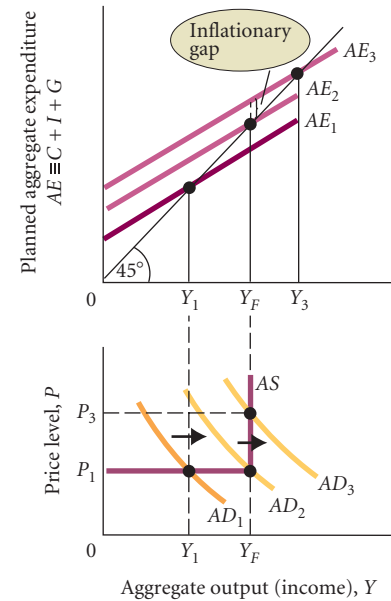 Inflationary
gap
AE3
AE2
AE1
Planned aggregate expenditure
AE ≡ C + I + G
45°
0
Y1
YF
Y3
AS
P3
P1
Price level, P
AD1
AD2
AD3
0
Y1
YF
Aggregate output (income), Y